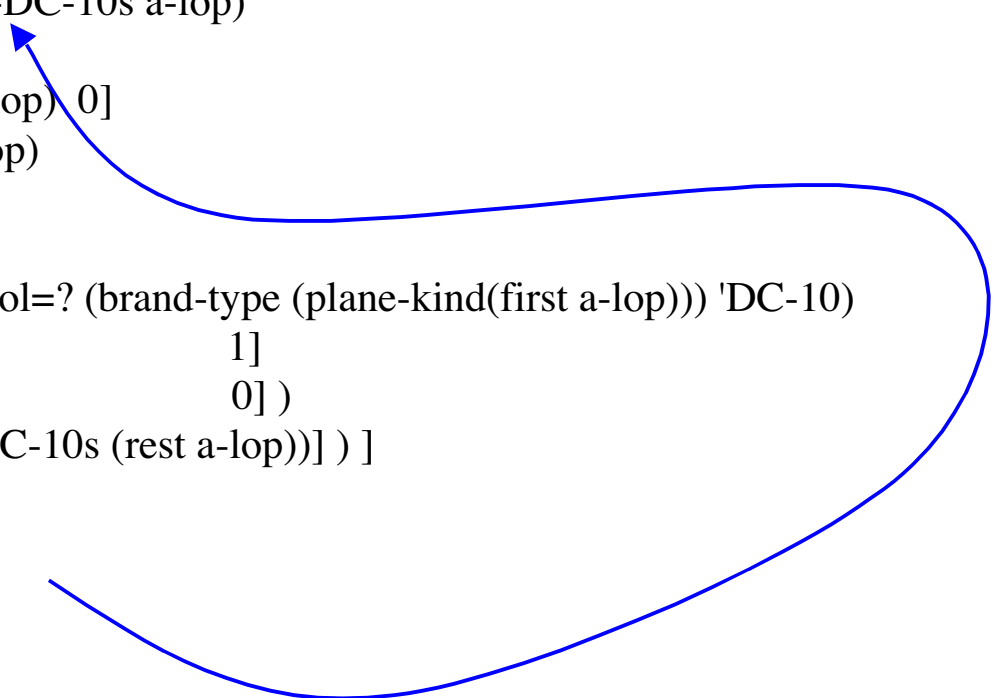 -DC-10s a-lop)
op) 0]
op)
ol=? (brand-type (plane-kind(first a-lop))) 'DC-10)
1]
0] )
C-10s (rest a-lop))] ) ]